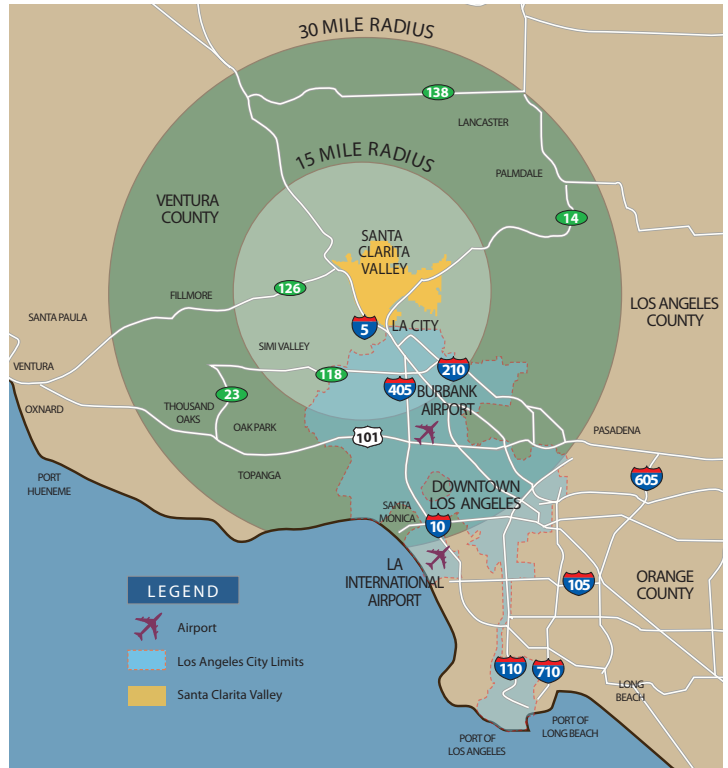 30 MILE RADIUS
138
LANCASTER
15 MILE RADIUS
PALMDALE
VENTURA
COUNTY
14
SANTA
CLARITA
VALLEY
126
FILLMORE
LOS ANGELES
COUNTY
SANTA PAULA
5
LA CITY
SIMI VALLEY
VENTURA
118
210
405
BURBANK
AIRPORT
23
OXNARD
THOUSAND
OAKS
OAK PARK
101
PASADENA
TOPANGA
PORT
HUENEME
605
DOWNTOWN
LOS ANGELES
SANTA
MONICA
10
LA
INTERNATIONAL
AIRPORT
105
ORANGE
COUNTY
LEGEND
Airport
Los Angeles City Limits
Santa Clarita Valley
110
710
LONG
BEACH
PORT OF
LONG BEACH
PORT OF
LOS ANGELES